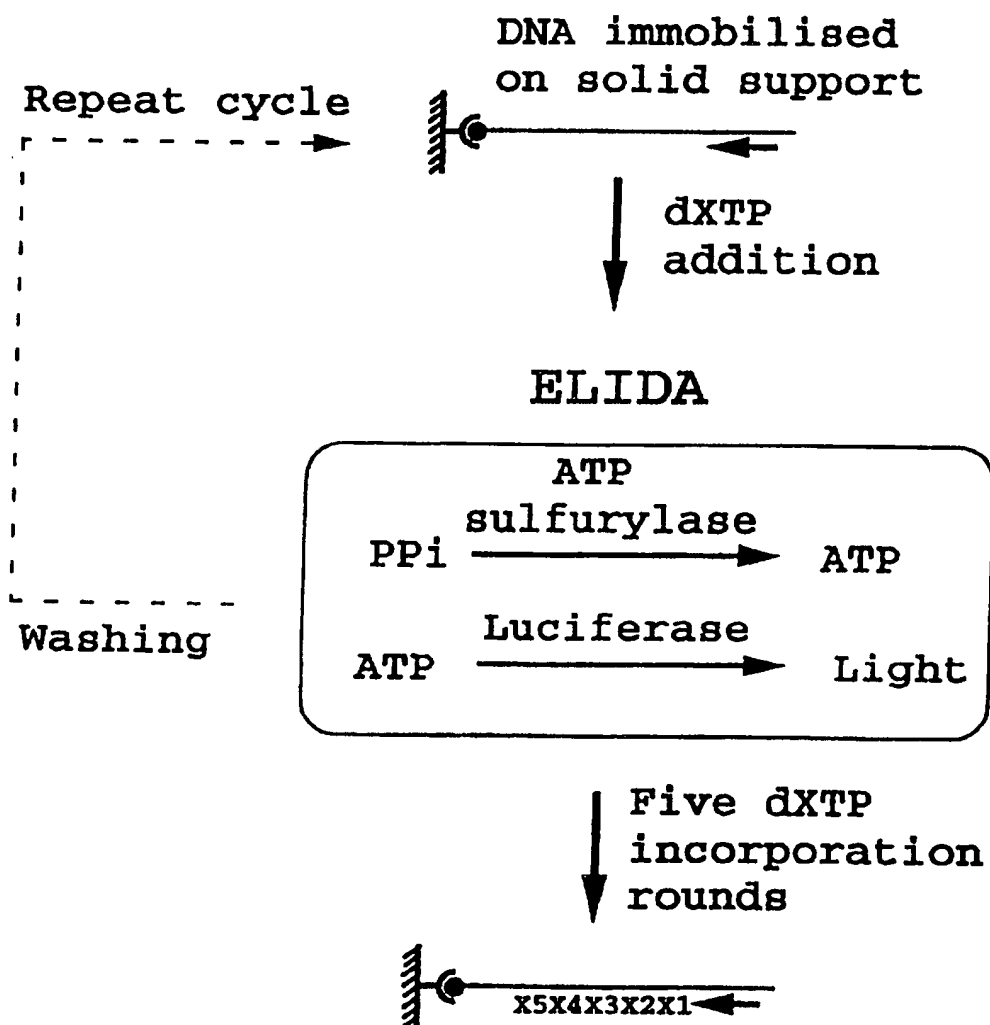 DNA immobilised
on solid support
Repeat cycle
dXTP
addition
ELIDA
ATP
sulfurylase
PPi
ATP
Luciferase
ATP
Light
Washing
Five dXTP
incorporation
rounds
X5X4X3X2X1